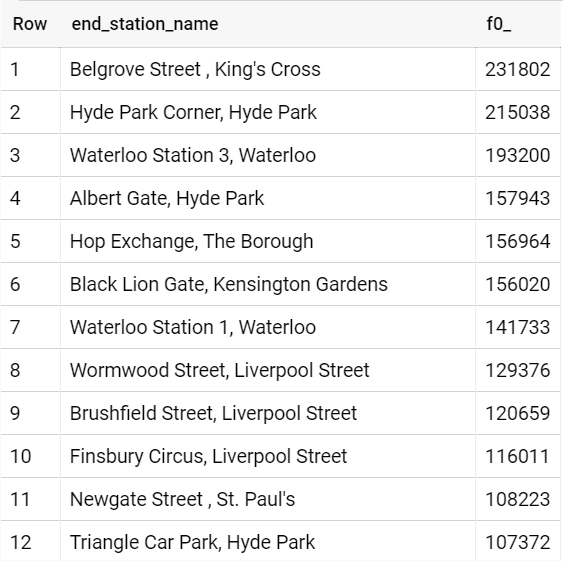 Row end_station_name f0_
1 Belgrove Street , King's Cross 231802
2 Hyde Park Corner, Hyde Park 215038
3 Waterloo Station 3, Waterloo 193200
4 Albert Gate, Hyde Park 157943
5 Hop Exchange, The Borough 156964
6 Black Lion Gate, Kensington Gardens 156020
7 Waterloo Station 1, Waterloo 141733
8 Wormwood Street, Liverpool Street 129376
9 Brushfield Street, Liverpool Street 120659
10 Finsbury Circus, Liverpool Street 116011
11 Newgate Street , St. Paul's 108223
12 Triangle Car Park, Hyde Park 107372